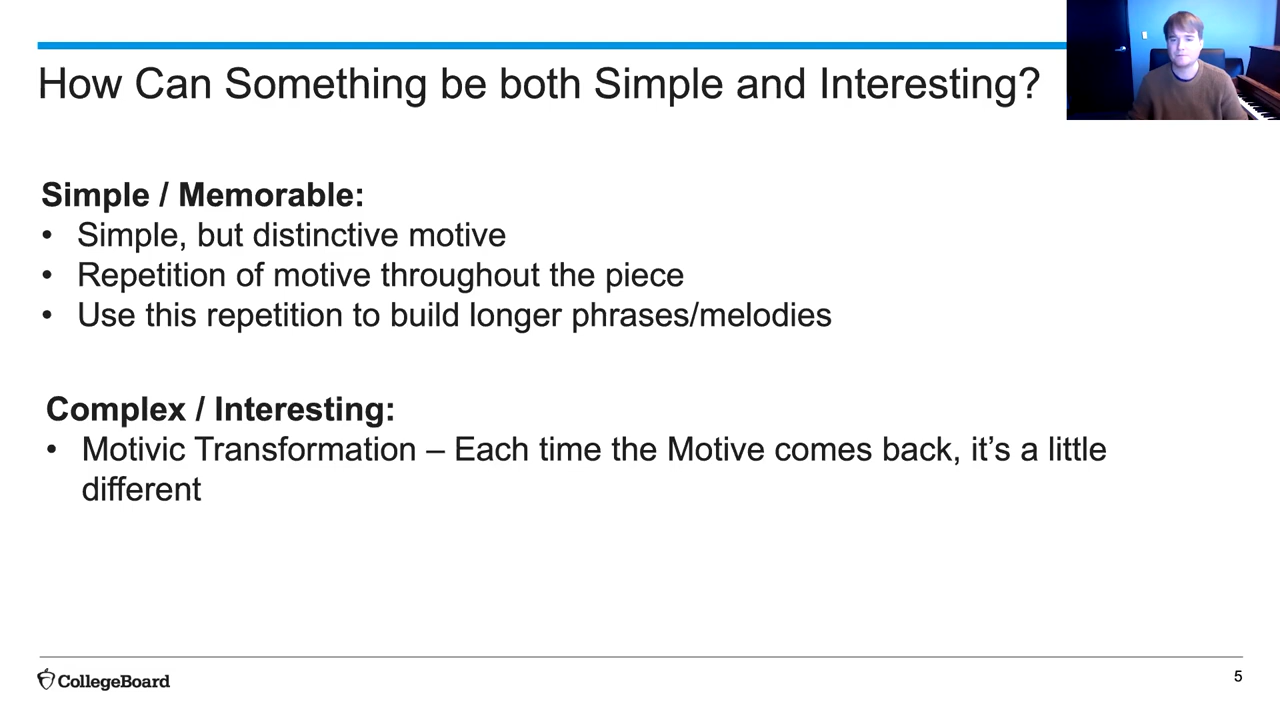 How Can Something be both Simple and Interesting?
Simple / Memorable:
• Simple, but distinctive motive
• Repetition of motive throughout the piece
• Use this repetition to build longer phrases/melodies
Complex / Interesting:
• Motivic Transformation – Each time the Motive comes back, it’s a little
different
CollegeBoard
5